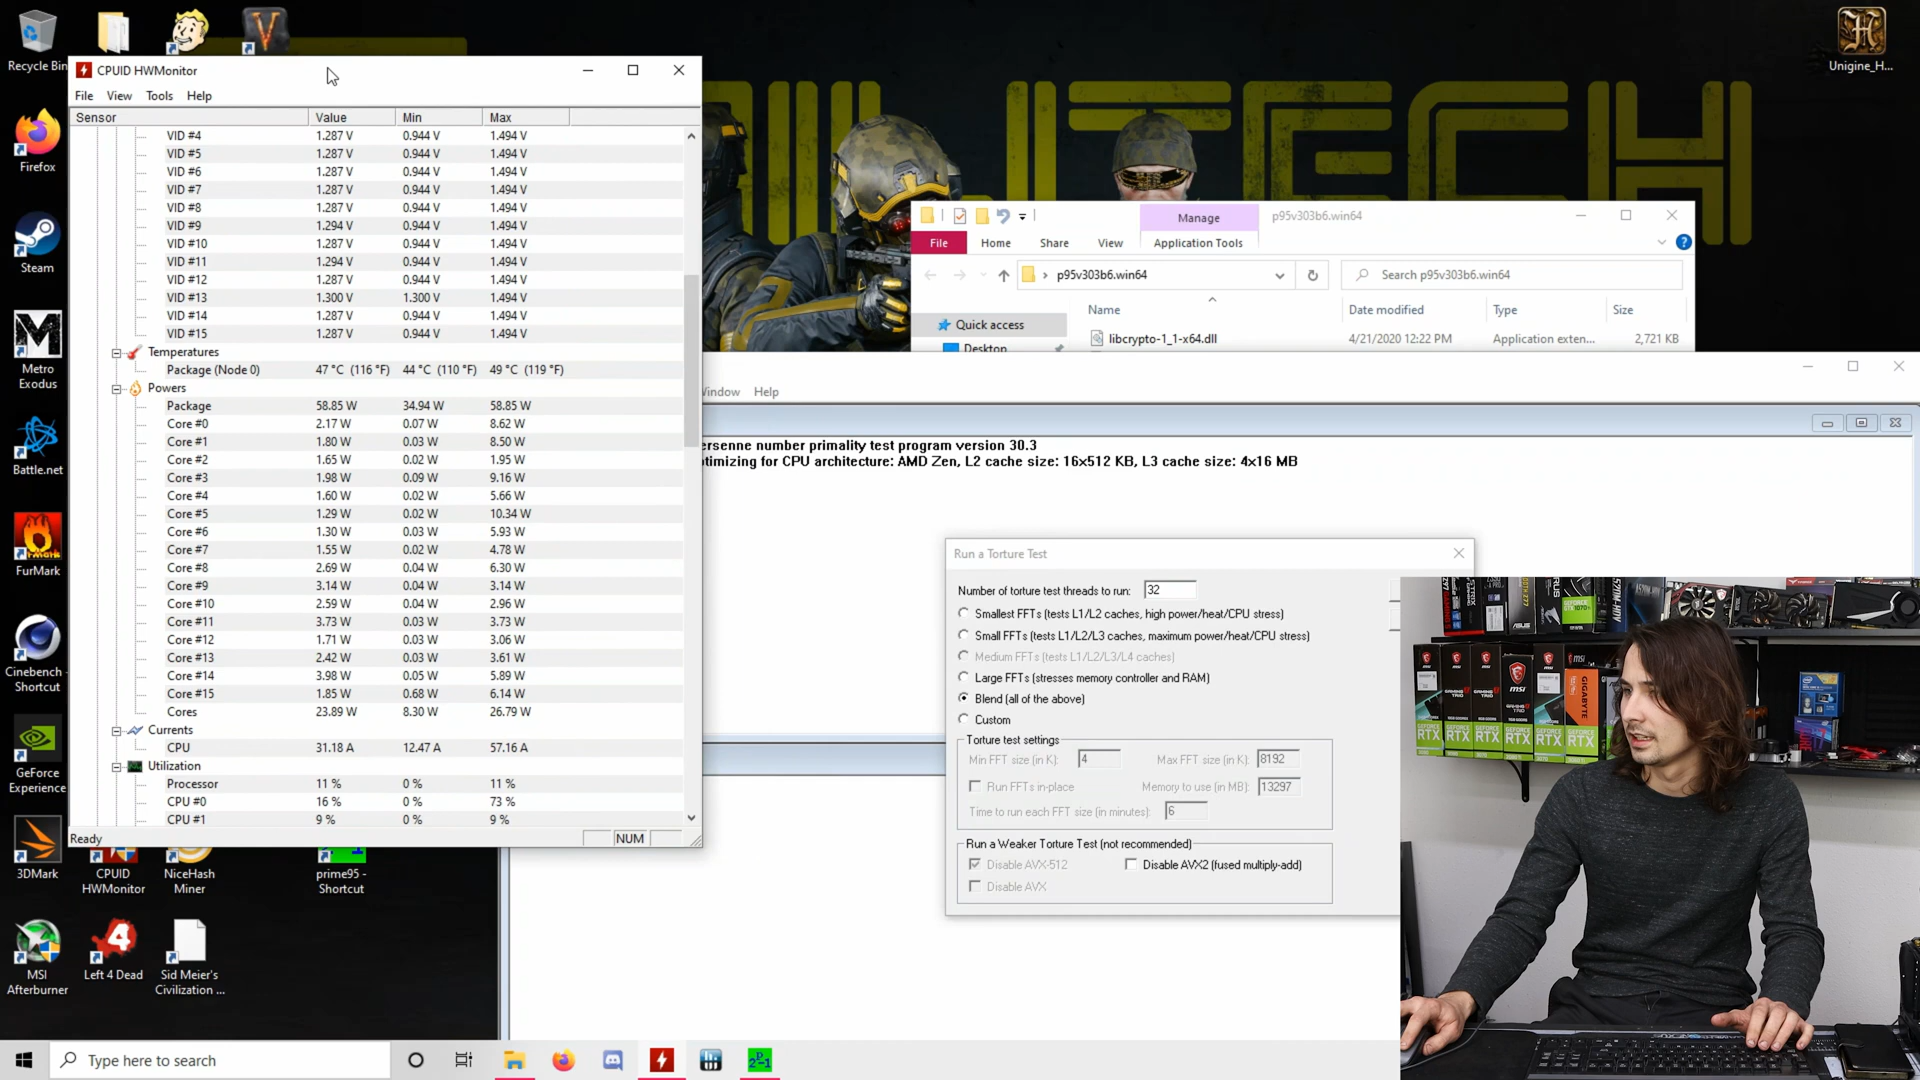 Recycle Bin
Firefox
Steam
Metro
Exodus
Battle.net
FurMark
Cinebench -
Shortcut
GeForce
Experience
3DMark
MSI
Afterburner
CPUID
HWMonitor
NiceHash
Miner
prime95 -
Shortcut
Left 4 Dead
Sid Meier's
Civilization ...
Unigine_H...
CPUID HWMonitor
File View Tools Help
Sensor Value Min Max
VID #4 1.287 V 0.944 V 1.494 V
VID #5 1.287 V 0.944 V 1.494 V
VID #6 1.287 V 0.944 V 1.494 V
VID #7 1.287 V 0.944 V 1.494 V
VID #8 1.287 V 0.944 V 1.494 V
VID #9 1.294 V 0.944 V 1.494 V
VID #10 1.287 V 0.944 V 1.494 V
VID #11 1.294 V 0.944 V 1.494 V
VID #12 1.287 V 0.944 V 1.494 V
VID #13 1.300 V 1.300 V 1.494 V
VID #14 1.287 V 0.944 V 1.494 V
VID #15 1.287 V 0.944 V 1.494 V
Temperatures
Package (Node 0) 47 °C (116 °F) 44 °C (110 °F) 49 °C (119 °F)
Powers
Package 58.85 W 34.94 W 58.85 W
Core #0 2.17 W 0.07 W 8.62 W
Core #1 1.80 W 0.03 W 8.50 W
Core #2 1.65 W 0.02 W 1.95 W
Core #3 1.98 W 0.09 W 9.16 W
Core #4 1.60 W 0.02 W 5.66 W
Core #5 1.29 W 0.02 W 10.34 W
Core #6 1.30 W 0.03 W 5.93 W
Core #7 1.55 W 0.02 W 4.78 W
Core #8 2.69 W 0.04 W 6.30 W
Core #9 3.14 W 0.04 W 3.14 W
Core #10 2.59 W 0.04 W 2.96 W
Core #11 3.73 W 0.03 W 3.73 W
Core #12 1.71 W 0.03 W 3.06 W
Core #13 2.42 W 0.03 W 3.61 W
Core #14 3.98 W 0.05 W 5.89 W
Core #15 1.85 W 0.68 W 6.14 W
Cores 23.89 W 8.30 W 26.79 W
Currents
CPU 31.18 A 12.47 A 57.16 A
Utilization
Processor 11 % 0 % 11 %
CPU #0 16 % 0 % 73 %
CPU #1 9 % 0 % 9 %
Ready NUM
Manage p95v303b6.win64
File Home Share View Application Tools
p95v303b6.win64
Search p95v303b6.win64
Name Date modified Type Size
Quick access
Desktop
libcrypto-1_1-x64.dll 4/21/2020 12:22 PM Application exten... 2,721 KB
Window Help
ersenne number primality test program version 30.3
timizing for CPU architecture: AMD Zen, L2 cache size: 16x512 KB, L3 cache size: 4x16 MB
Run a Torture Test
Number of torture test threads to run: 32
Smallest FFTs (tests L1/L2 caches, high power/heat/CPU stress)
Small FFTs (tests L1/L2/L3 caches, maximum power/heat/CPU stress)
Medium FFTs (tests L1/L2/L3/L4 caches)
Large FFTs (stresses memory controller and RAM)
Blend (all of the above)
Custom
Torture test settings
Min FFT size (in K): 4 Max FFT size (in K): 8192
Run FFTs in-place Memory to use (in MB): 13297
Time to run each FFT size (in minutes): 6
Run a Weaker Torture Test (not recommended)
Disable AVX-512 Disable AVX2 (fused multiply-add)
Disable AVX
msi
GIGABYTE
GEFORCE
RTX
RTX
RTX
RTX
RTX
Type here to search